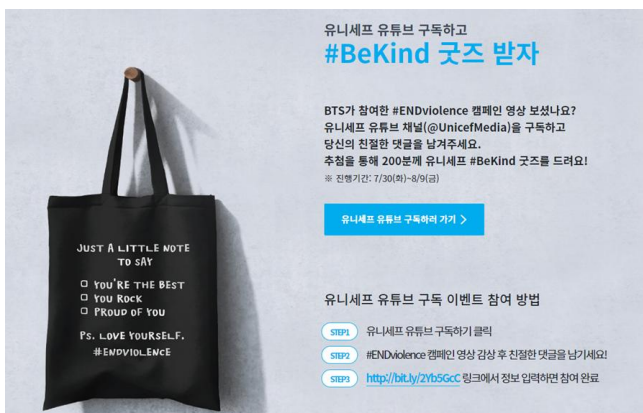 유니세프 유튜브 구독하고
#BeKind 굿즈 받자
BTS가 참여한 #ENDviolence 캠페인 영상 보셨나요?
유니세프 유튜브 채널(@UnicefMedia)을 구독하고
당신의 친절한 댓글을 남겨주세요.
추첨을 통해 200분께 유니세프 #BeKind 굿즈를 드려요!
※ 진행기간: 7/30(화)~8/9(금)
유니세프 유튜브 구독하러 가기 >
JUST A LITTLE NOTE
TO SAY
☐ YOU'RE THE BEST
☐ YOU ROCK
☐ PROUD OF YOU
PS. LOVE YOURSELF.
#ENDVIOLENCE
유니세프 유튜브 구독 이벤트 참여 방법
STEP1 유니세프 유튜브 구독하기 클릭
STEP2 #ENDviolence 캠페인 영상 감상 후 친절한 댓글을 남기세요!
STEP3 http://bit.ly/2Yb5GcC 링크에서 정보 입력하면 참여 완료